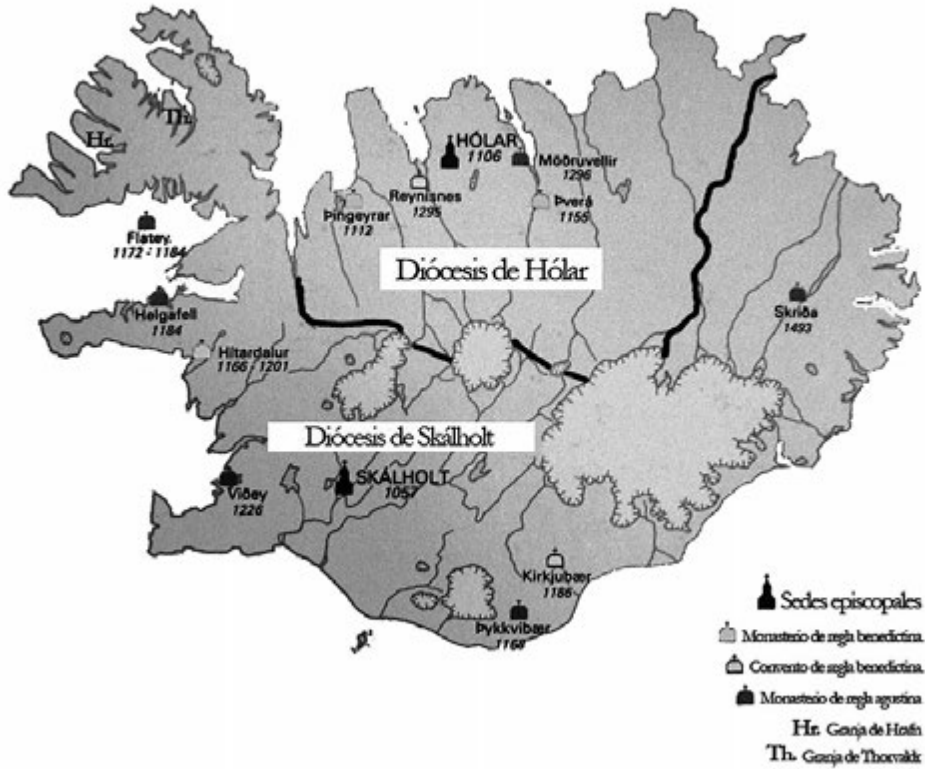 Hr.
Th.
HÓLAR
1106
Möðruvellir
1296
Reynisnes
1295
Þingeyrar
1112
Þverá
1155
Flatey.
1172 - 1184
Diócesis de Hólar
Helgafell
1184
Skriða
1493
Hítardalur
1166 - 1201
Diócesis de Skálholt
Viðey
1226
SKÁLHOLT
1057
Kirkjubær
1186
Þykkvibær
1168
Sedes episcopales
Monasterio de regla benedictina.
Convento de regla benedictina.
Monasterio de regla agustina
Hr. Granja de Hrafn
Th. Granja de Thorvaldr